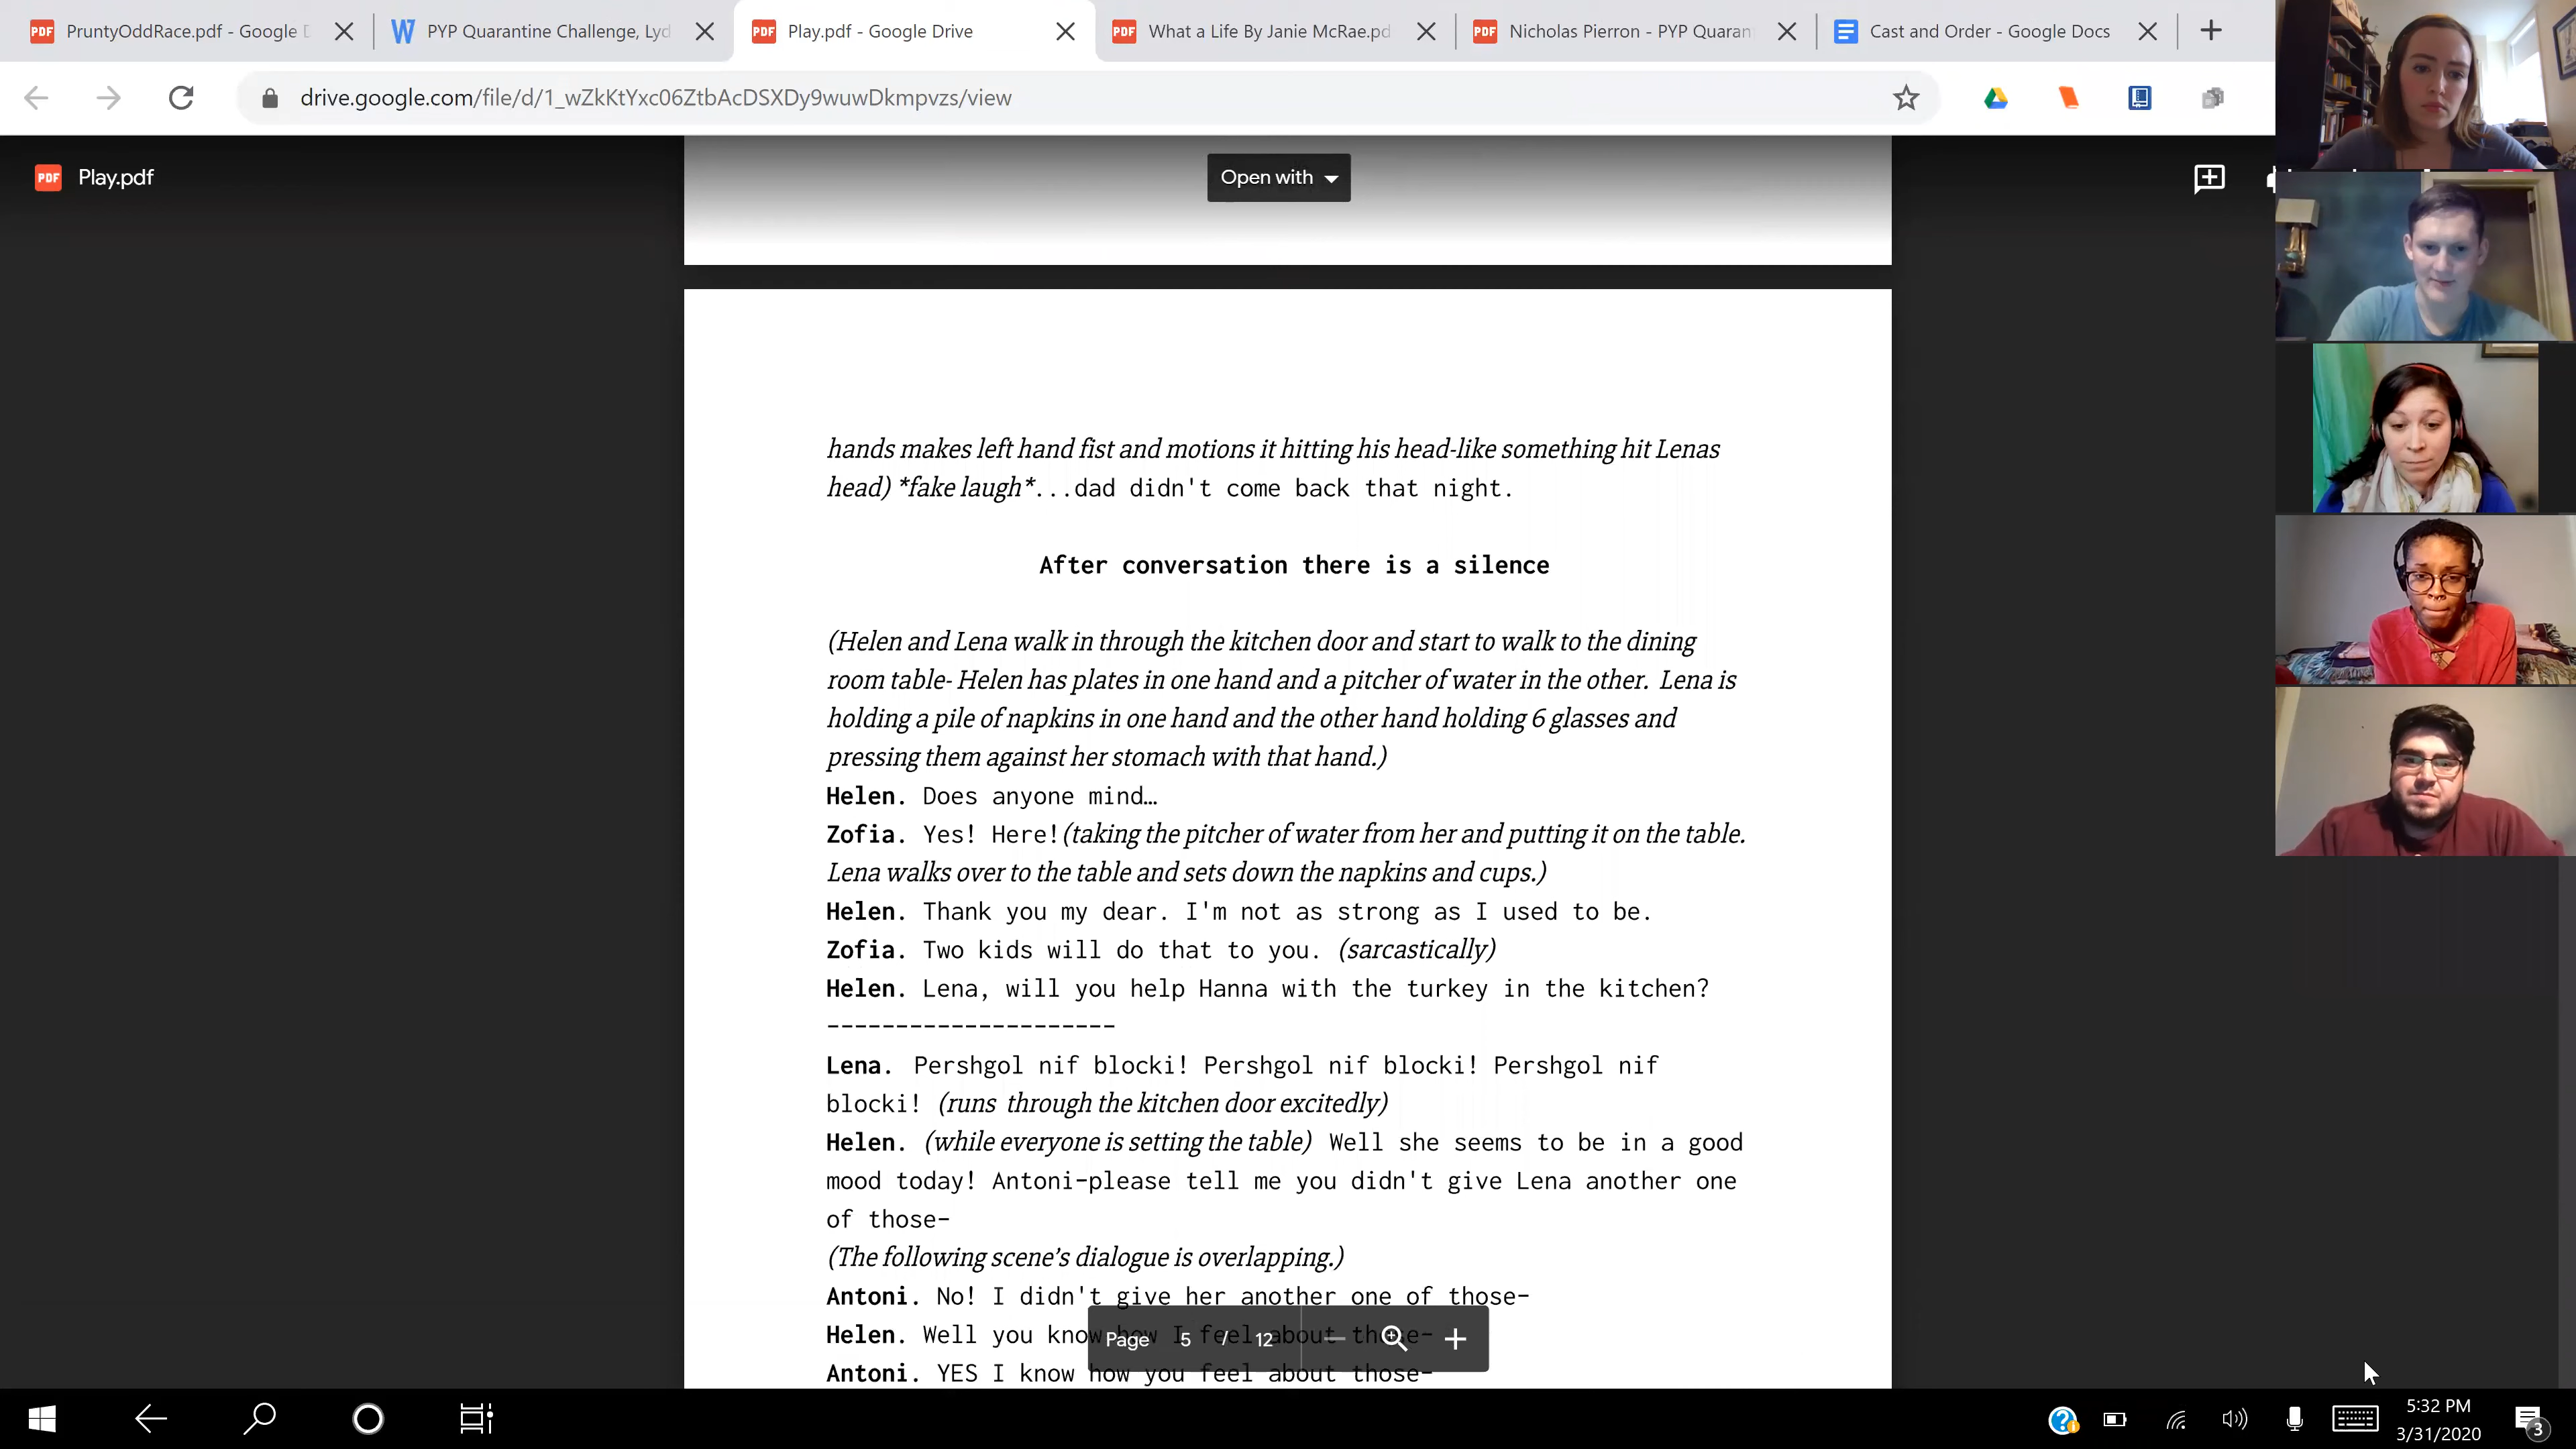 PruntyOddRace.pdf - Google D
PYP Quarantine Challenge, Lyd
Play.pdf - Google Drive
What a Life By Janie McRae.pd
Nicholas Pierron - PYP Quaran
Cast and Order - Google Docs
drive.google.com/file/d/1_wZkKtYxc06ZtbAcDSXDy9wuwDkmpvzs/view
PDF Play.pdf
Open with
hands makes left hand fist and motions it hitting his head-like something hit Lenas
head) *fake laugh*...dad didn't come back that night.
After conversation there is a silence
(Helen and Lena walk in through the kitchen door and start to walk to the dining
room table- Helen has plates in one hand and a pitcher of water in the other. Lena is
holding a pile of napkins in one hand and the other hand holding 6 glasses and
pressing them against her stomach with that hand.)
Helen. Does anyone mind…
Zofia. Yes! Here!(taking the pitcher of water from her and putting it on the table.
Lena walks over to the table and sets down the napkins and cups.)
Helen. Thank you my dear. I'm not as strong as I used to be.
Zofia. Two kids will do that to you. (sarcastically)
Helen. Lena, will you help Hanna with the turkey in the kitchen?
---------------------
Lena. Pershgol nif blocki! Pershgol nif blocki! Pershgol nif
blocki! (runs through the kitchen door excitedly)
Helen. (while everyone is setting the table) Well she seems to be in a good
mood today! Antoni-please tell me you didn't give Lena another one
of those-
(The following scene's dialogue is overlapping.)
Antoni. No! I didn't give her another one of those-
Helen. Well you know how I feel about those-
Antoni. YES I know how you feel about those-
Page 5 / 12
5:32 PM
3/31/2020
3